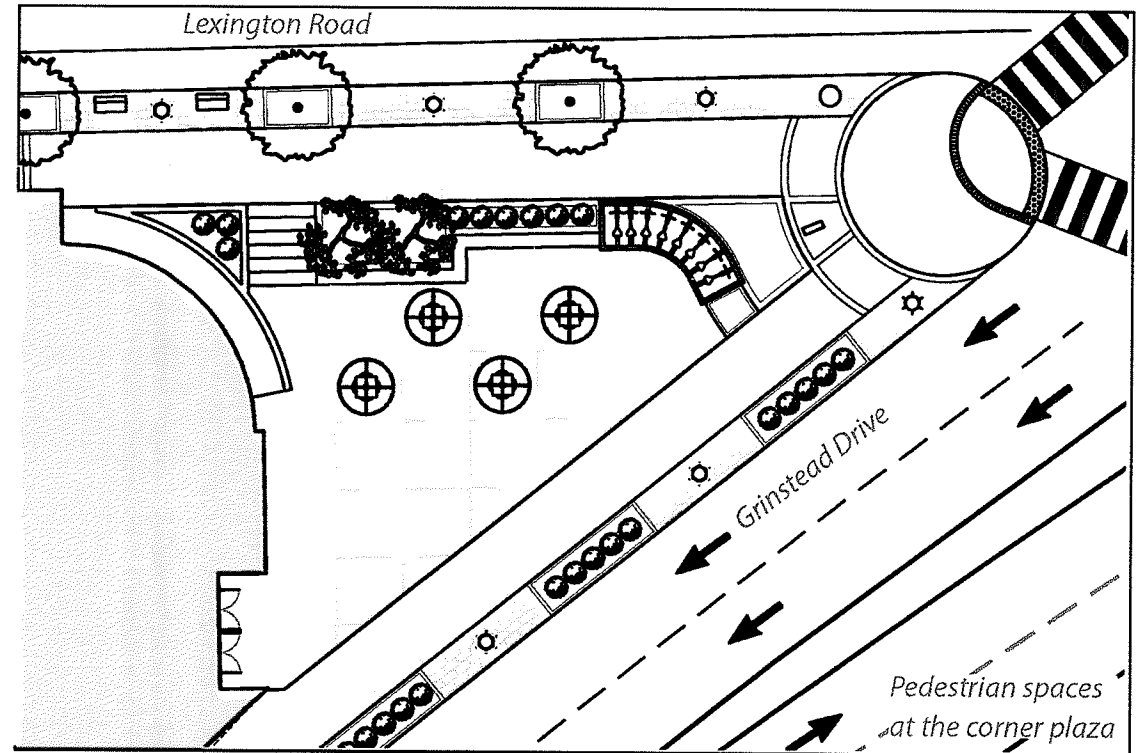 Lexington Road
Grinstead Drive
Pedestrian spaces
at the corner plaza